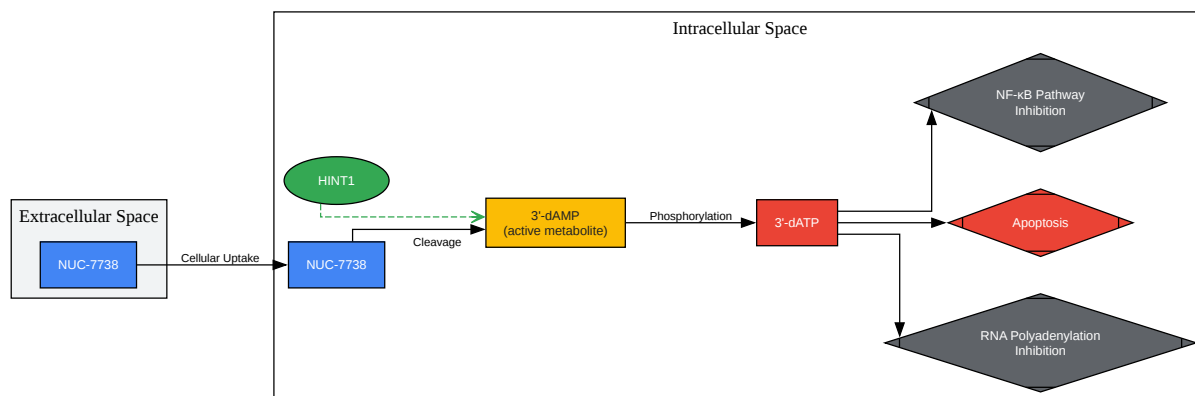 Intracellular Space
NF-κB Pathway
Inhibition
HINT1
Extracellular Space
3'-dAMP
(active metabolite)
Phosphorylation
3'-dATP
Apoptosis
Cleavage
NUC-7738
Cellular Uptake
NUC-7738
RNA Polyadenylation
Inhibition